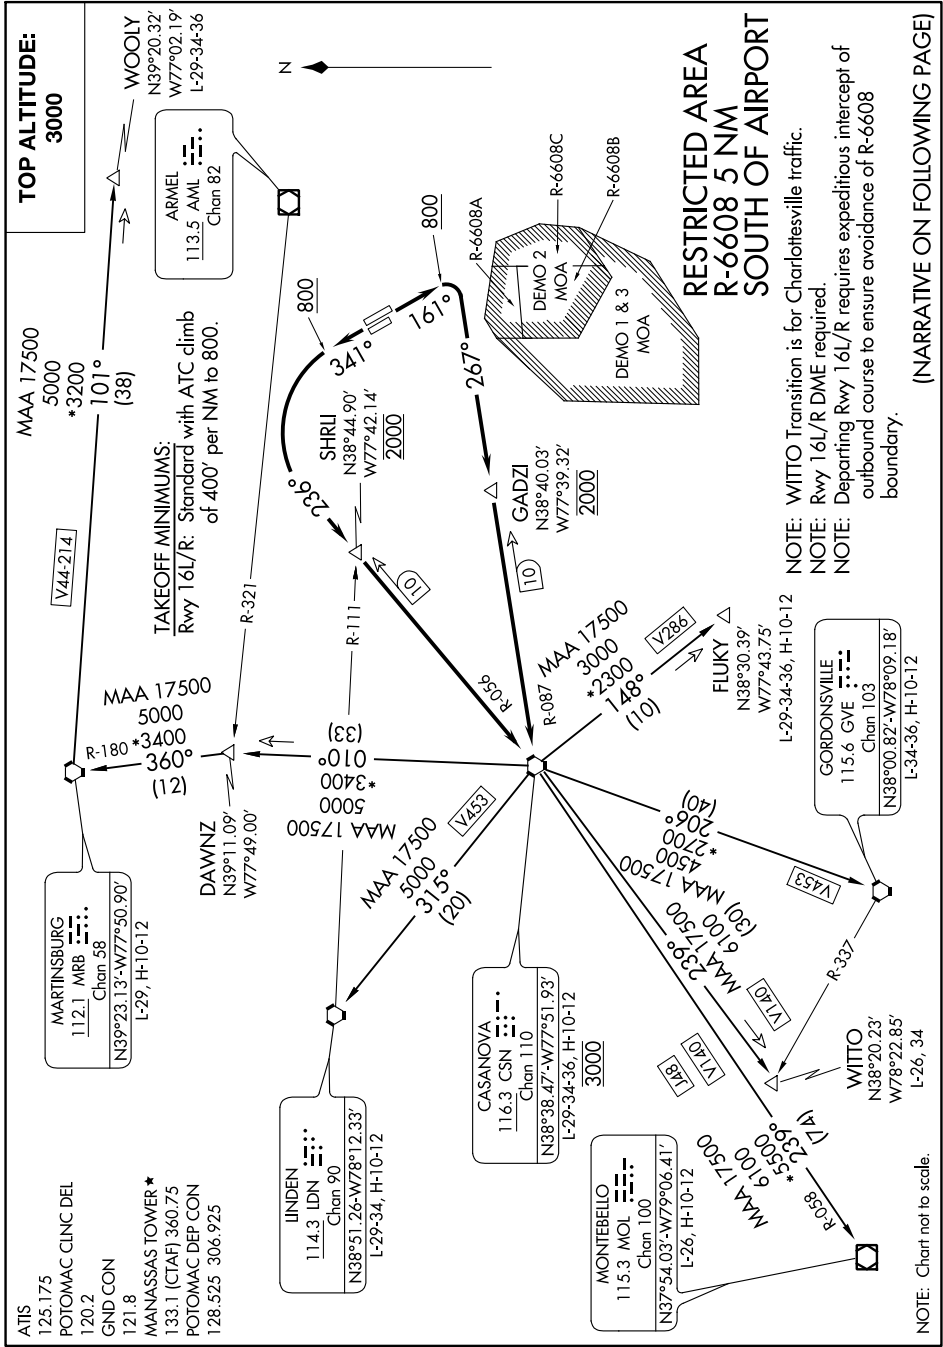 ATIS
125.175
POTOMAC CLNC DEL
120.2
GND CON
121.8
MANASSAS TOWER★
133.1 (CTAF) 360.75
POTOMAC DEP CON
128.525 306.925
TOP ALTITUDE:
3000
MARTINSBURG
112.1 MRB
Chan 58
N39°23.13'-W77°50.90'
L-29, H-10-12
V44-214
MAA 17500
5000
*3200
101°
(38)
WOOLY
N39°20.32'
W77°02.19'
L-29-34-36
ARMEL
113.5 AML
Chan 82
N
TAKEOFF MINIMUMS:
Rwy 16L/R: Standard with ATC climb
of 400' per NM to 800.
R-321
MAA 17500
5000
*3400
R-180
360°
(12)
DAWNZ
N39°11.09'
W77°49.00'
MAA 17500
5000
*3400
010°
(33)
R-111
LINDEN
114.3 LDN
Chan 90
N38°51.26-W78°12.33'
L-29-34, H-10-12
MAA 17500
5000
315°
(20)
V453
SHRLI
N38°44.90'
W77°42.14'
2000
236°
341°
800
161°
800
267°
10
R-056
GADZI
N38°40.03'
W77°39.32'
2000
10
R-087
CASANOVA
116.3 CSN
Chan 110
N38°38.47'-W77°51.93'
L-29-34-36, H-10-12
3000
MAA 17500
3000
*2300
148°
(10)
V286
FLUKY
N38°30.39'
W77°43.75'
L-29-34-36, H-10-12
MAA 17500
4500
*2700
206°
(40)
V453
GORDONSVILLE
115.6 GVE
Chan 103
N38°00.82'-W78°09.18'
L-34-36, H-10-12
R-337
239°
MAA 17500
6100
(30)
V140
WITTO
N38°20.23'
W78°22.85'
L-26, 34
J48
V140
MAA 17500
6100
*5500
239°
(74)
R-058
MONTEBELLO
115.3 MOL
Chan 100
N37°54.03'-W79°06.41'
L-26, H-10-12
R-6608A
R-6608C
R-6608B
DEMO 2
MOA
DEMO 1 & 3
MOA
RESTRICTED AREA
R-6608 5 NM
SOUTH OF AIRPORT
NOTE: WITTO Transition is for Charlottesville traffic.
NOTE: Rwy 16L/R DME required.
NOTE: Departing Rwy 16L/R requires expeditious intercept of
outbound course to ensure avoidance of R-6608
boundary.
NOTE: Chart not to scale.
(NARRATIVE ON FOLLOWING PAGE)